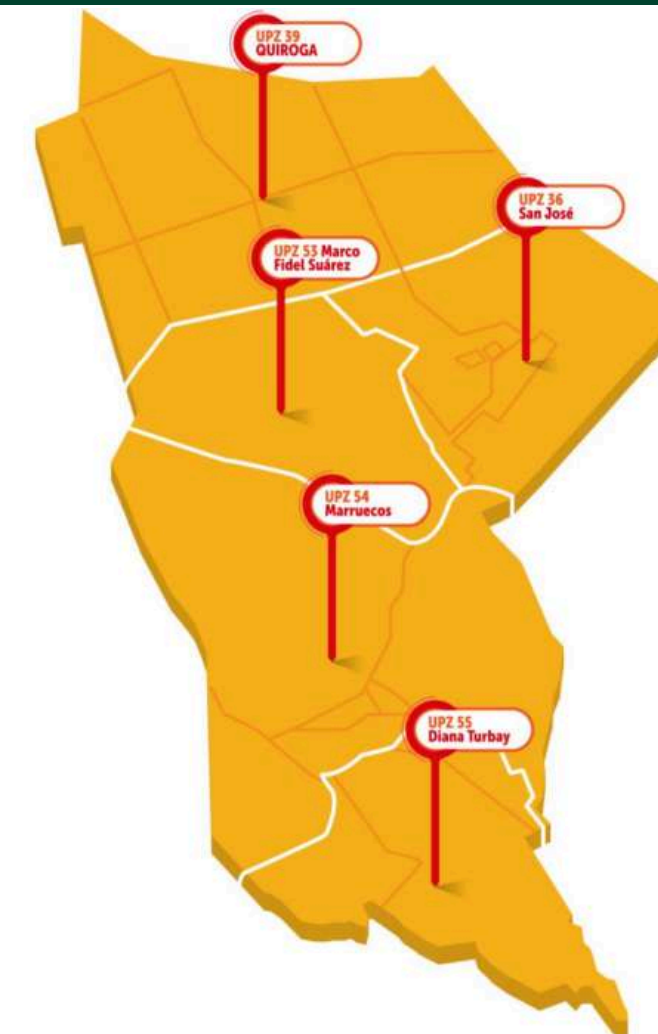 UPZ 39
QUIROGA
UPZ 36
San José
UPZ 53 Marco
Fidel Suárez
UPZ 54
Marruecos
UPZ 55
Diana Turbay